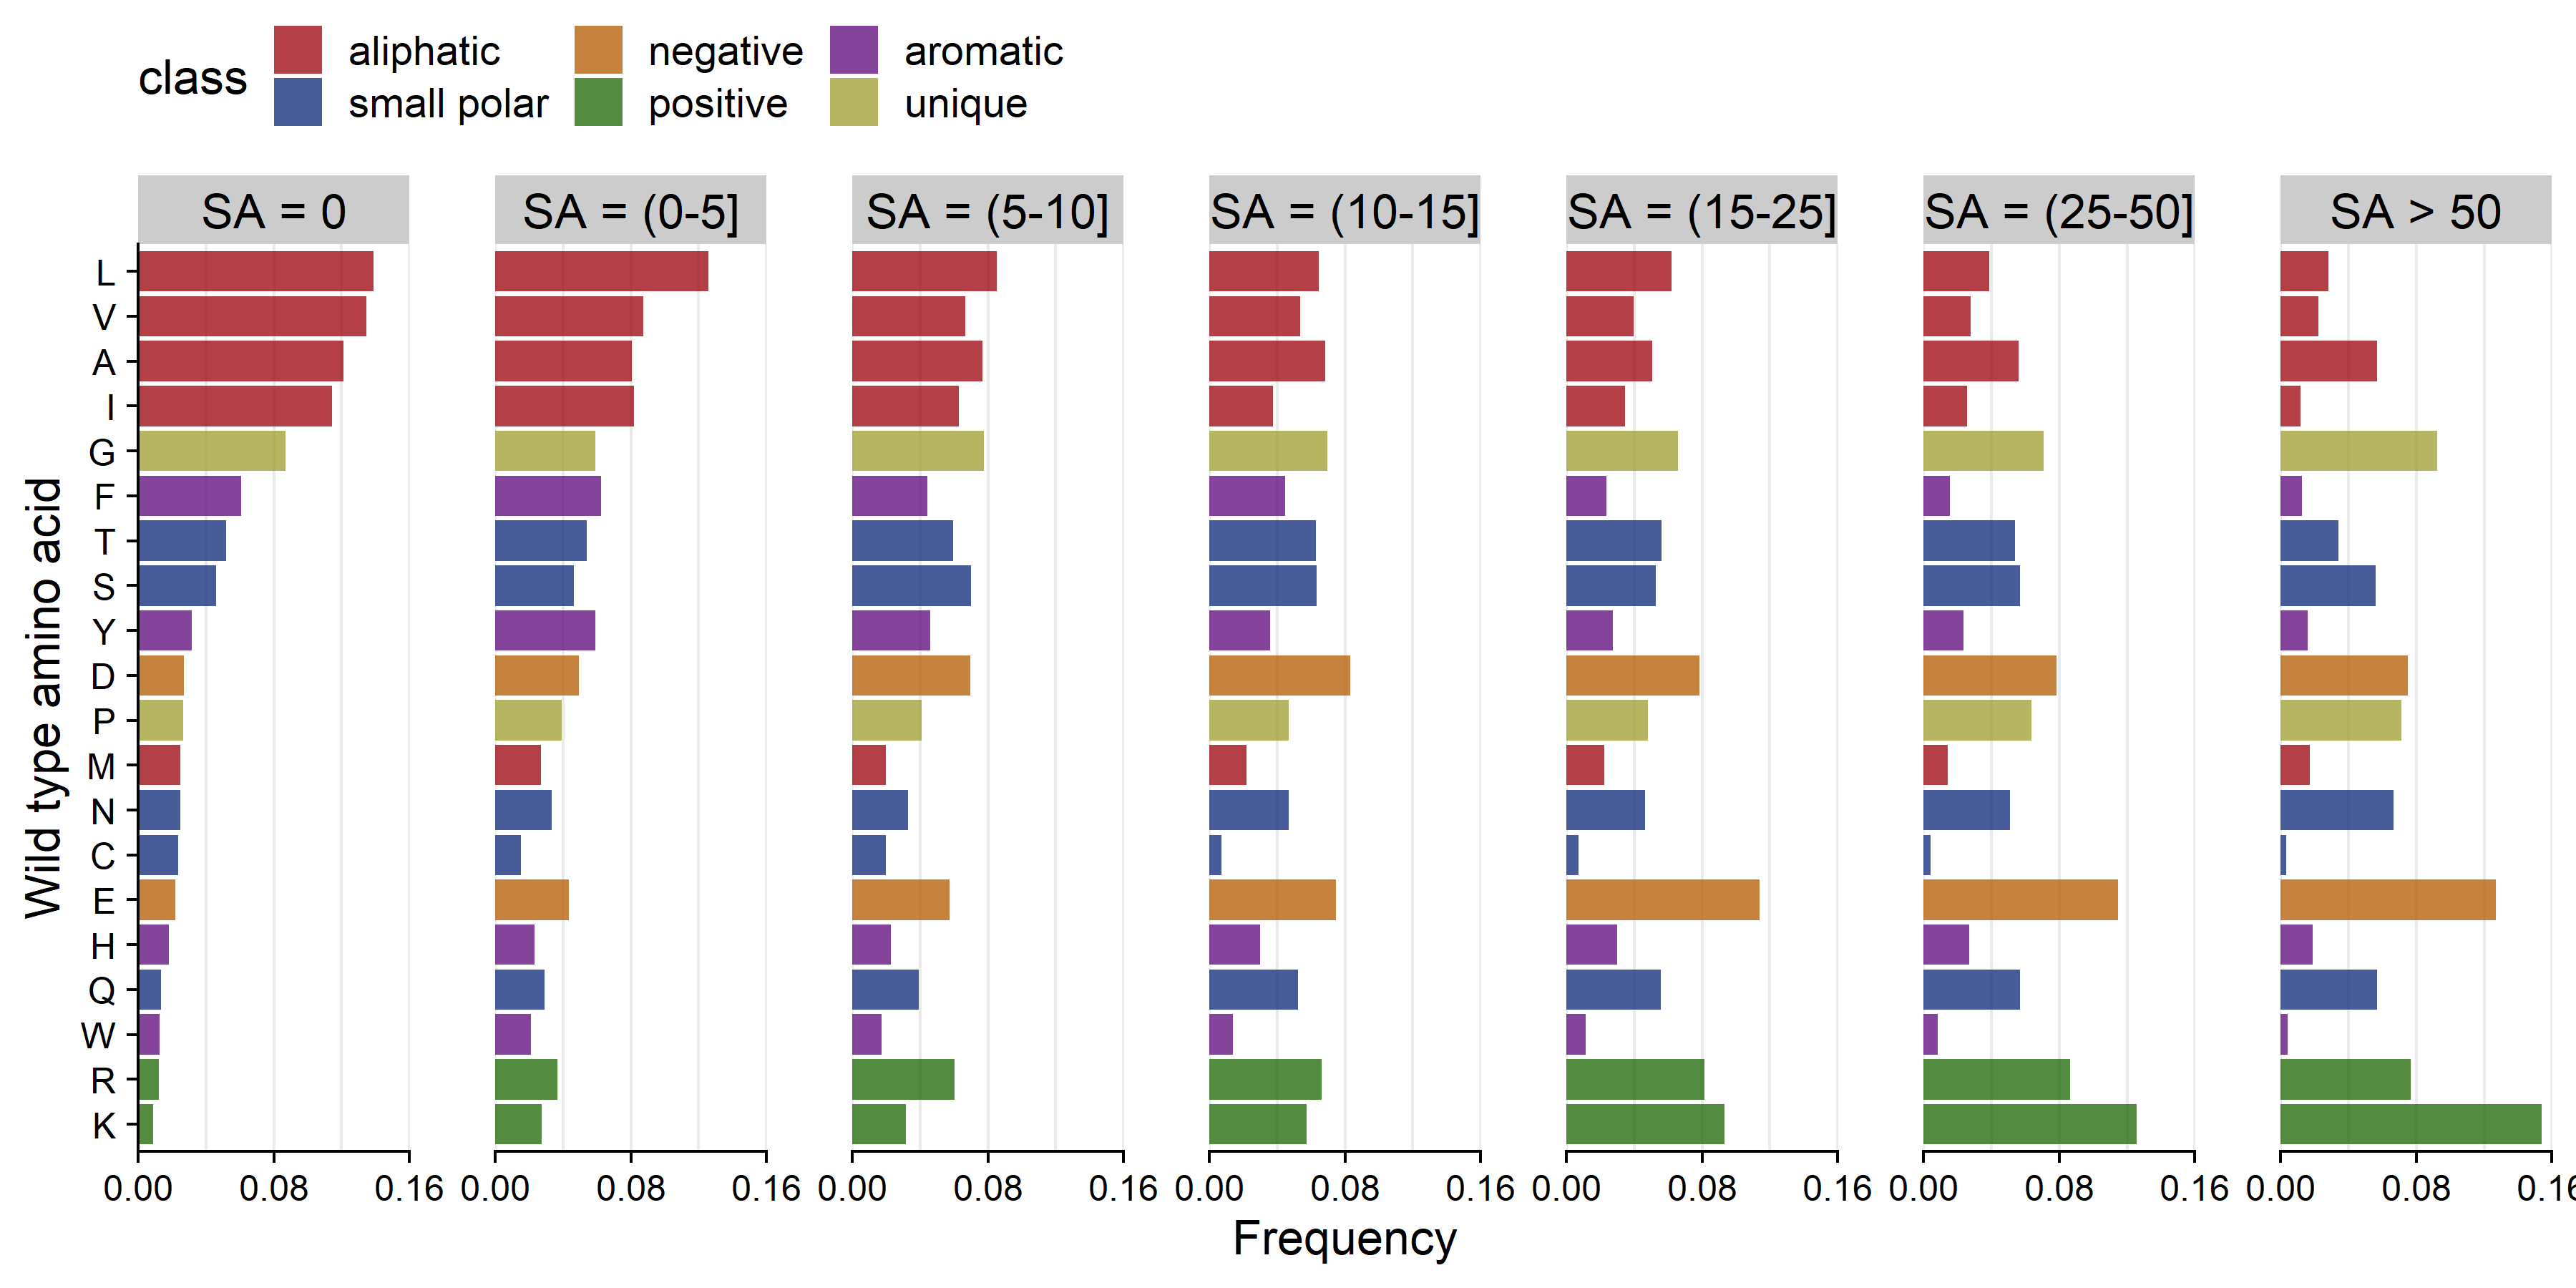 class
aliphatic negative aromatic
small polar positive unique
SA = 0 SA = (0-5] SA = (5-10] SA = (10-15] SA = (15-25] SA = (25-50] SA > 50
Wild type amino acid
L
V
A
I
G
F
T
S
Y
D
P
M
N
C
E
H
Q
W
R
K
0.00 0.08 0.16 0.00 0.08 0.16 0.00 0.08 0.16 0.00 0.08 0.16 0.00 0.08 0.16 0.00 0.08 0.16 0.00 0.08 0.16
Frequency